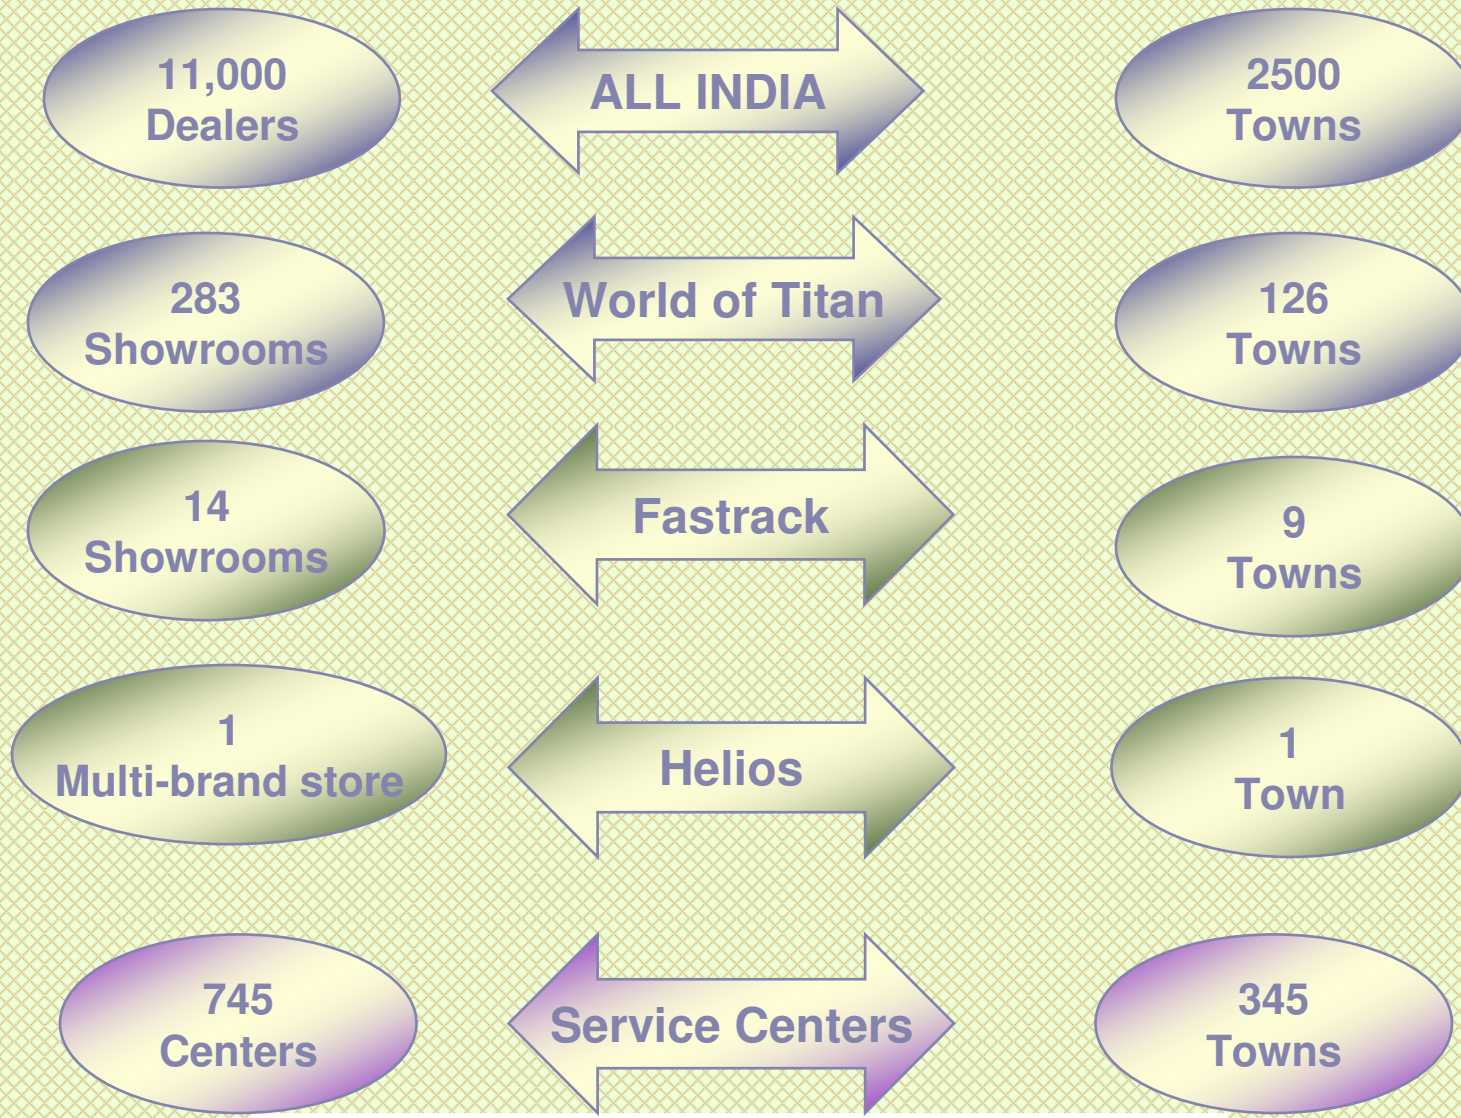 11,000
Dealers
ALL INDIA
2500
Towns
283
Showrooms
World of Titan
126
Towns
14
Showrooms
Fastrack
9
Towns
1
Multi-brand store
Helios
1
Town
745
Centers
Service Centers
345
Towns